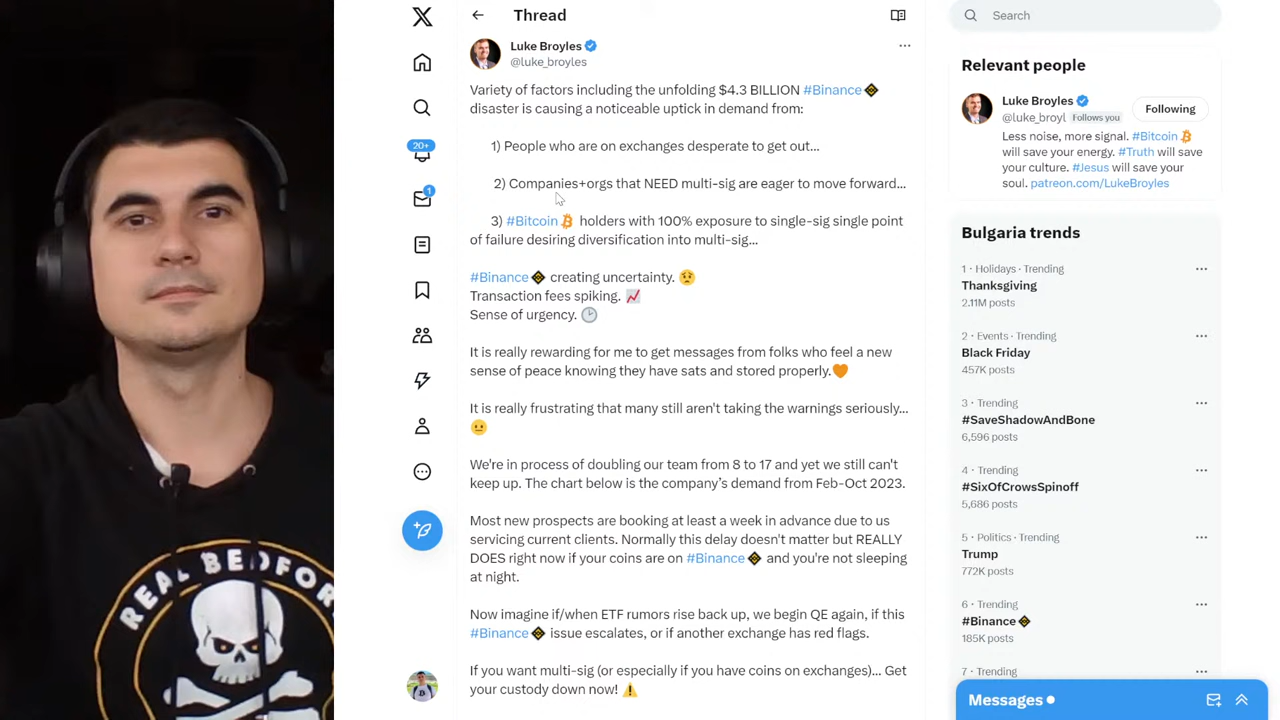 Thread
Search
Luke Broyles
@luke_broyles
Variety of factors including the unfolding $4.3 BILLION #Binance
disaster is causing a noticeable uptick in demand from:
1) People who are on exchanges desperate to get out...
2) Companies+orgs that NEED multi-sig are eager to move forward...
3) #Bitcoin holders with 100% exposure to single-sig single point
of failure desiring diversification into multi-sig...
#Binance creating uncertainty. 😟
Transaction fees spiking. 📈
Sense of urgency. 🕑
It is really rewarding for me to get messages from folks who feel a new
sense of peace knowing they have sats and stored properly.🧡
It is really frustrating that many still aren't taking the warnings seriously...
😐
We're in process of doubling our team from 8 to 17 and yet we still can't
keep up. The chart below is the company's demand from Feb-Oct 2023.
Most new prospects are booking at least a week in advance due to us
servicing current clients. Normally this delay doesn't matter but REALLY
DOES right now if your coins are on #Binance and you're not sleeping
at night.
Now imagine if/when ETF rumors rise back up, we begin QE again, if this
#Binance issue escalates, or if another exchange has red flags.
If you want multi-sig (or especially if you have coins on exchanges)... Get
your custody down now! ⚠️
20+
1
Relevant people
Luke Broyles
@luke_broyl Follows you
Following
Less noise, more signal. #Bitcoin
will save your energy. #Truth will save
your culture. #Jesus will save your
soul. patreon.com/LukeBroyles
Bulgaria trends
1 · Holidays · Trending
Thanksgiving
2.11M posts
2 · Events · Trending
Black Friday
457K posts
3 · Trending
#SaveShadowAndBone
6,596 posts
4 · Trending
#SixOfCrowsSpinoff
5,686 posts
5 · Politics · Trending
Trump
772K posts
6 · Trending
#Binance
185K posts
7 · Trending
Messages
REAL BEDFOR